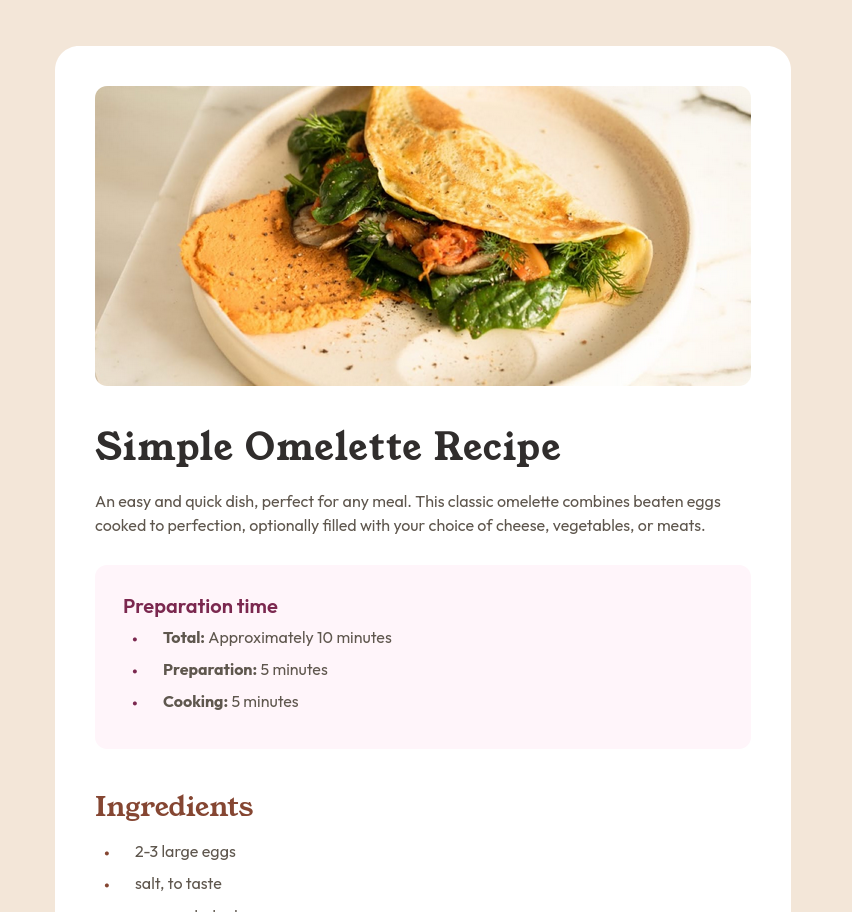 Simple Omelette Recipe
An easy and quick dish, perfect for any meal. This classic omelette combines beaten eggs
cooked to perfection, optionally filled with your choice of cheese, vegetables, or meats.
Preparation time
• Total: Approximately 10 minutes
• Preparation: 5 minutes
• Cooking: 5 minutes
Ingredients
• 2-3 large eggs
• salt, to taste